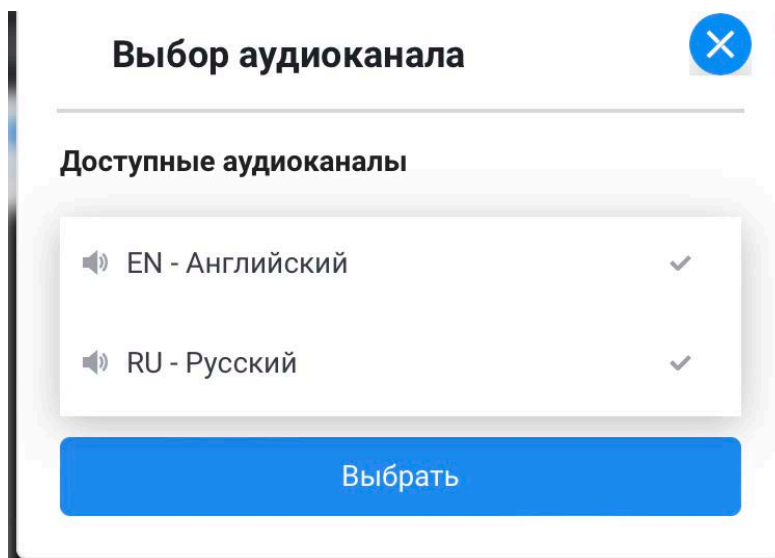 Выбор аудиоканала
Доступные аудиоканалы
EN - Английский
RU - Русский
Выбрать